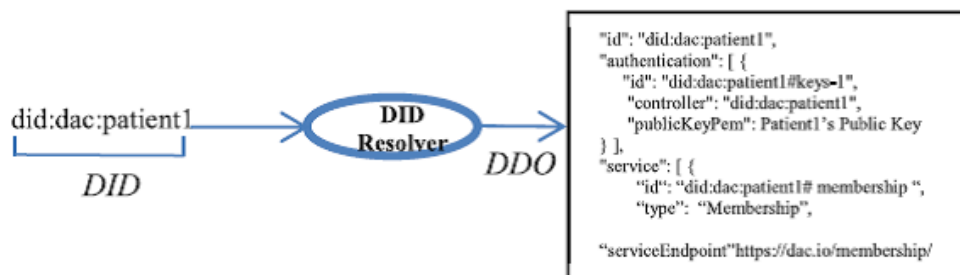 did:dac:patient1
DID
DID
Resolver
DDO
"id": "did:dac:patient1",
"authentication": [ {
"id": "did:dac:patient1#keys-1",
"controller": "did:dac:patient1",
"publicKeyPem": Patient1’s Public Key
} ],
"service": [ {
“id“: “did:dac:patient1# membership “,
“type”: “Membership”,
“serviceEndpoint”https://dac.io/membership/